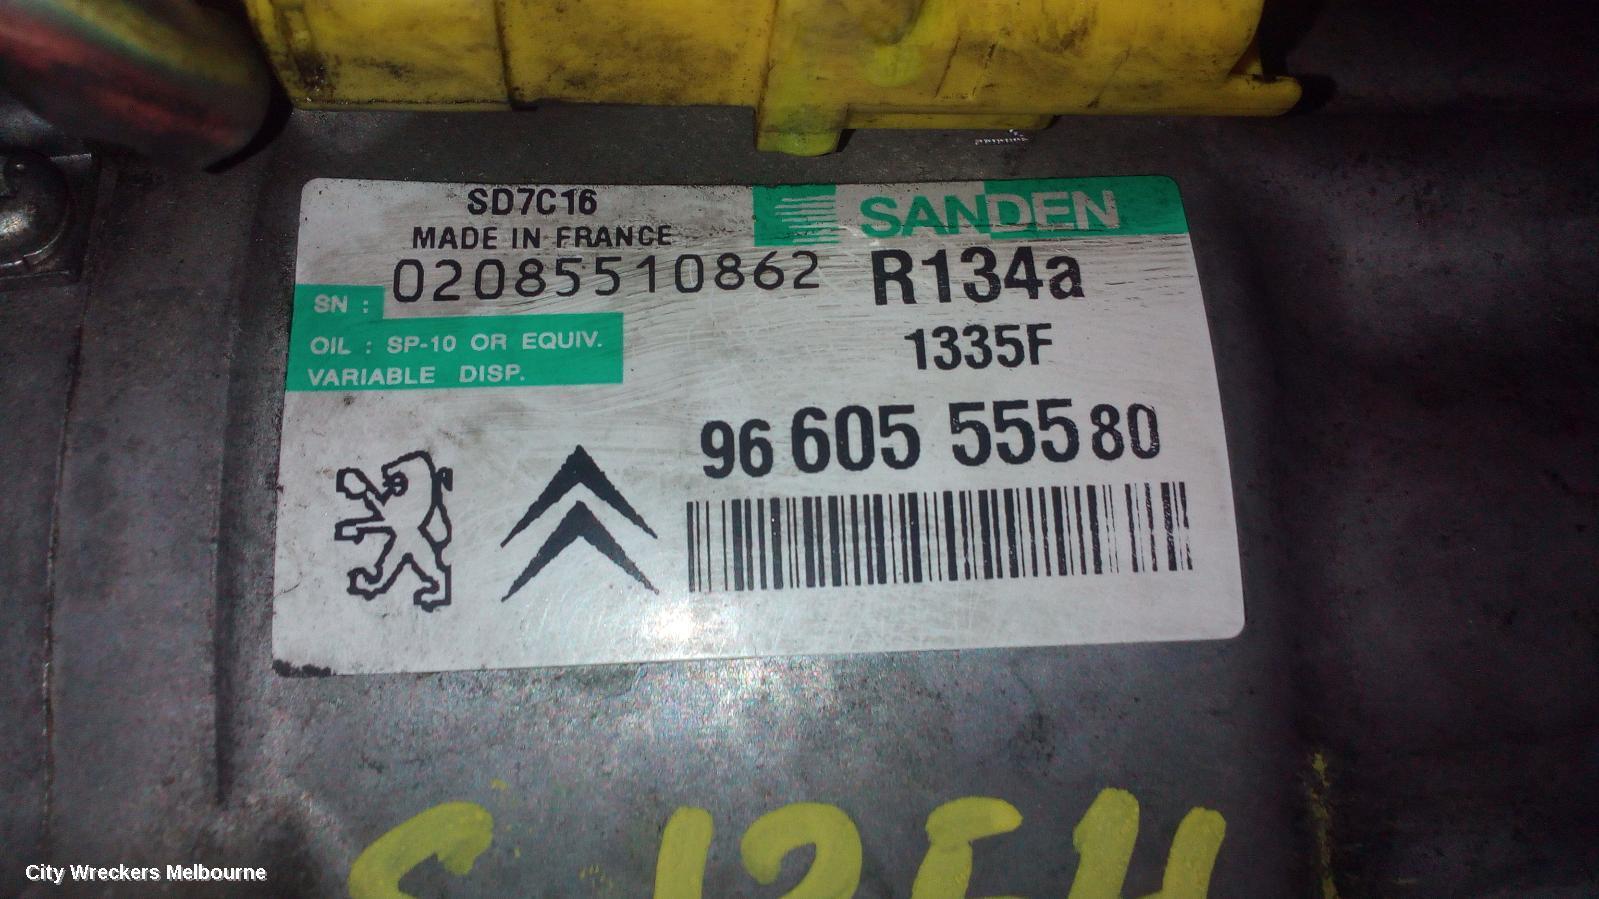 SD7C16
MADE IN FRANCE
SANDEN
SN : 02085510862
R134a
OIL : SP-10 OR EQUIV.
VARIABLE DISP.
1335F
96 605 555 80
City Wreckers Melbourne